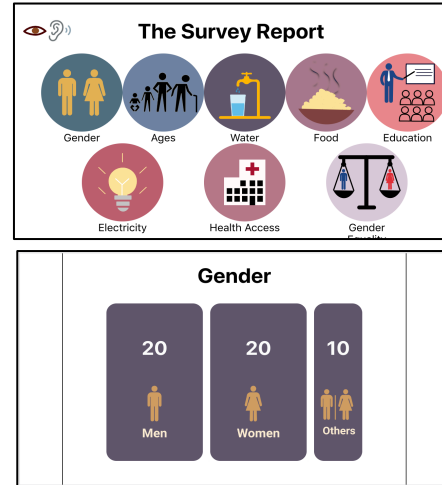 The Survey Report
Gender Ages Water Food Education
Electricity Health Access Gender
Equality
Gender
20 20 10
Men Women Others